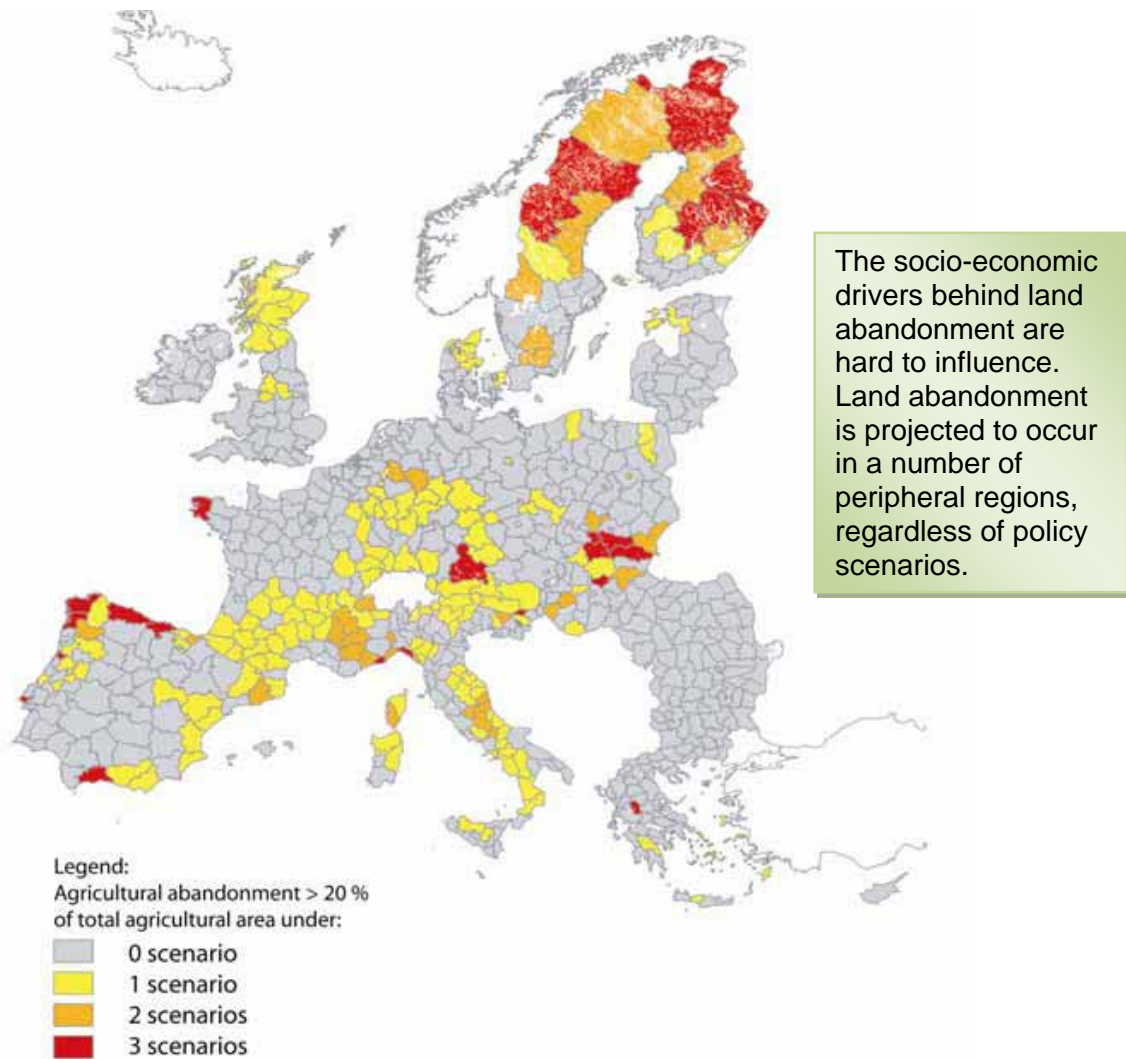 The socio-economic
drivers behind land
abandonment are
hard to influence.
Land abandonment
is projected to occur
in a number of
peripheral regions,
regardless of policy
scenarios.
Legend:
Agricultural abandonment > 20 %
of total agricultural area under:
0 scenario
1 scenario
2 scenarios
3 scenarios